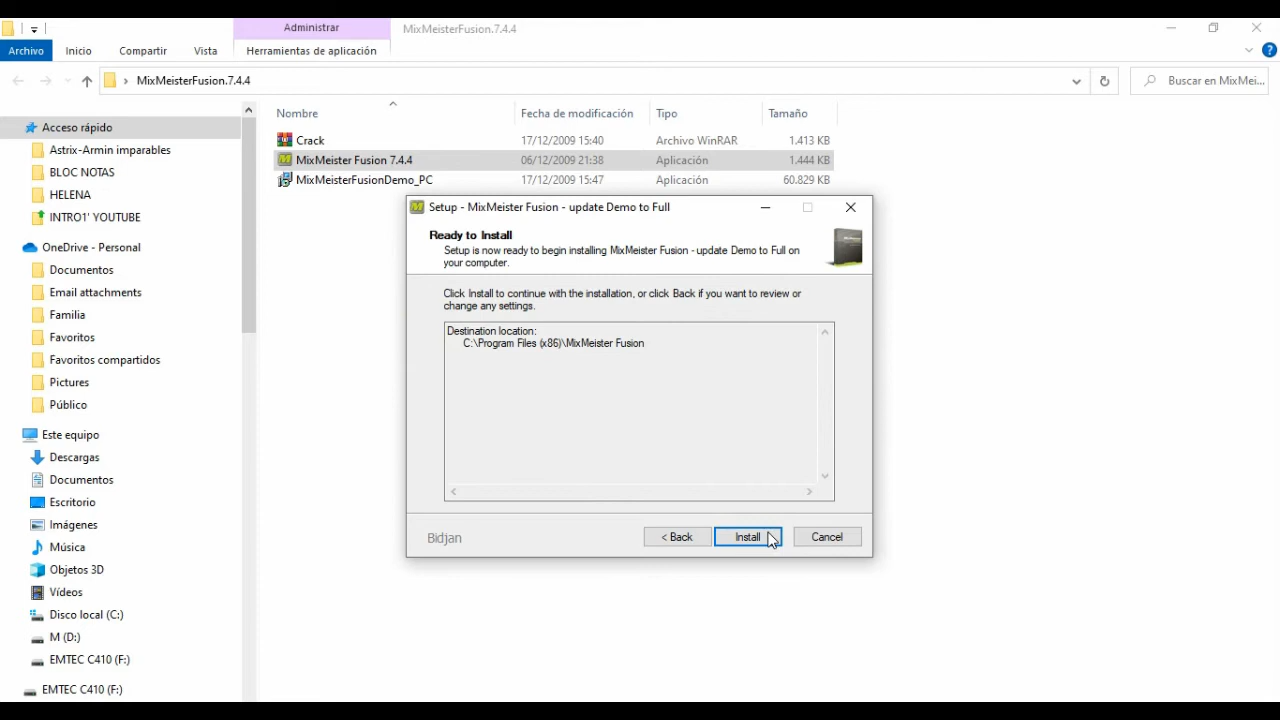 Administrar
MixMeisterFusion.7.4.4
Archivo
Inicio
Compartir
Vista
Herramientas de aplicación
MixMeisterFusion.7.4.4
Buscar en MixMei...
Nombre
Fecha de modificación
Tipo
Tamaño
Crack
17/12/2009 15:40
Archivo WinRAR
1.413 KB
MixMeister Fusion 7.4.4
06/12/2009 21:38
Aplicación
1.444 KB
MixMeisterFusionDemo_PC
17/12/2009 15:47
Aplicación
60.829 KB
Acceso rápido
Astrix-Armin imparables
BLOC NOTAS
HELENA
INTRO1' YOUTUBE
OneDrive - Personal
Documentos
Email attachments
Familia
Favoritos
Favoritos compartidos
Pictures
Público
Este equipo
Descargas
Documentos
Escritorio
Imágenes
Música
Objetos 3D
Vídeos
Disco local (C:)
M (D:)
EMTEC C410 (F:)
EMTEC C410 (F:)
Setup - MixMeister Fusion - update Demo to Full
Ready to Install
Setup is now ready to begin installing MixMeister Fusion - update Demo to Full on
your computer.
Click Install to continue with the installation, or click Back if you want to review or
change any settings.
Destination location:
C:\Program Files (x86)\MixMeister Fusion
Bidjan
< Back
Install
Cancel